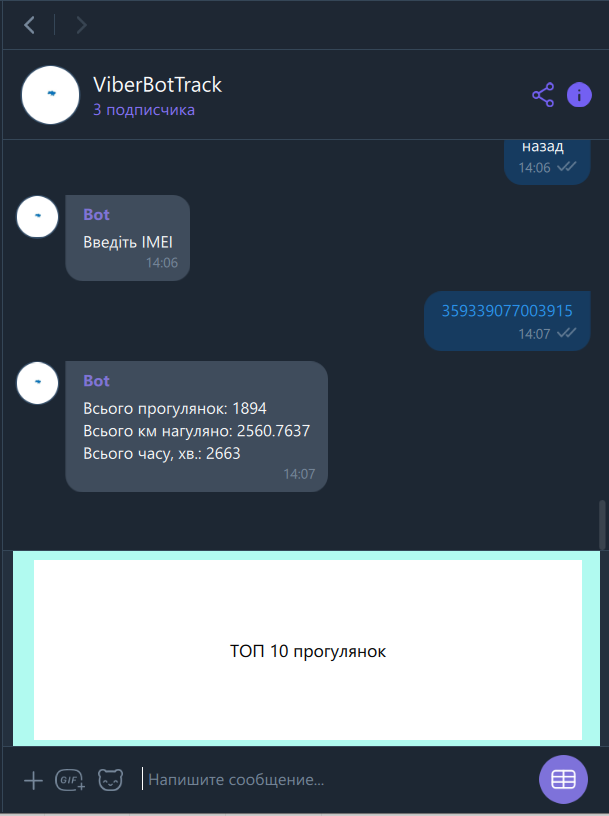 ViberBotTrack
3 подписчика
назад
14:06
Bot
Введіть IMEI
14:06
359339077003915
14:07
Bot
Всього прогулянок: 1894
Всього км нагуляно: 2560.7637
Всього часу, хв.: 2663
14:07
ТОП 10 прогулянок
GIF
Напишите сообщение...